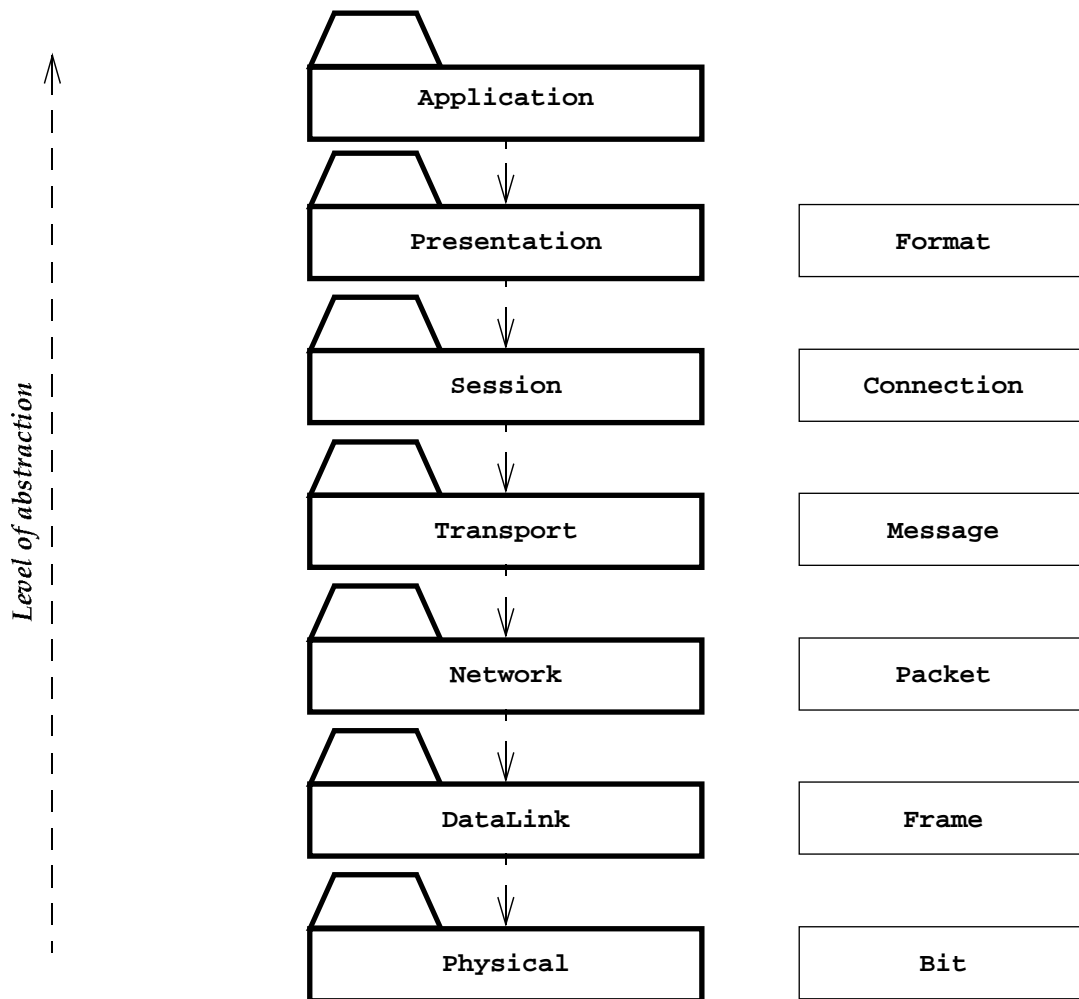 Application
Presentation
Format
Session
Connection
Level of abstraction
Transport
Message
Network
Packet
DataLink
Frame
Physical
Bit